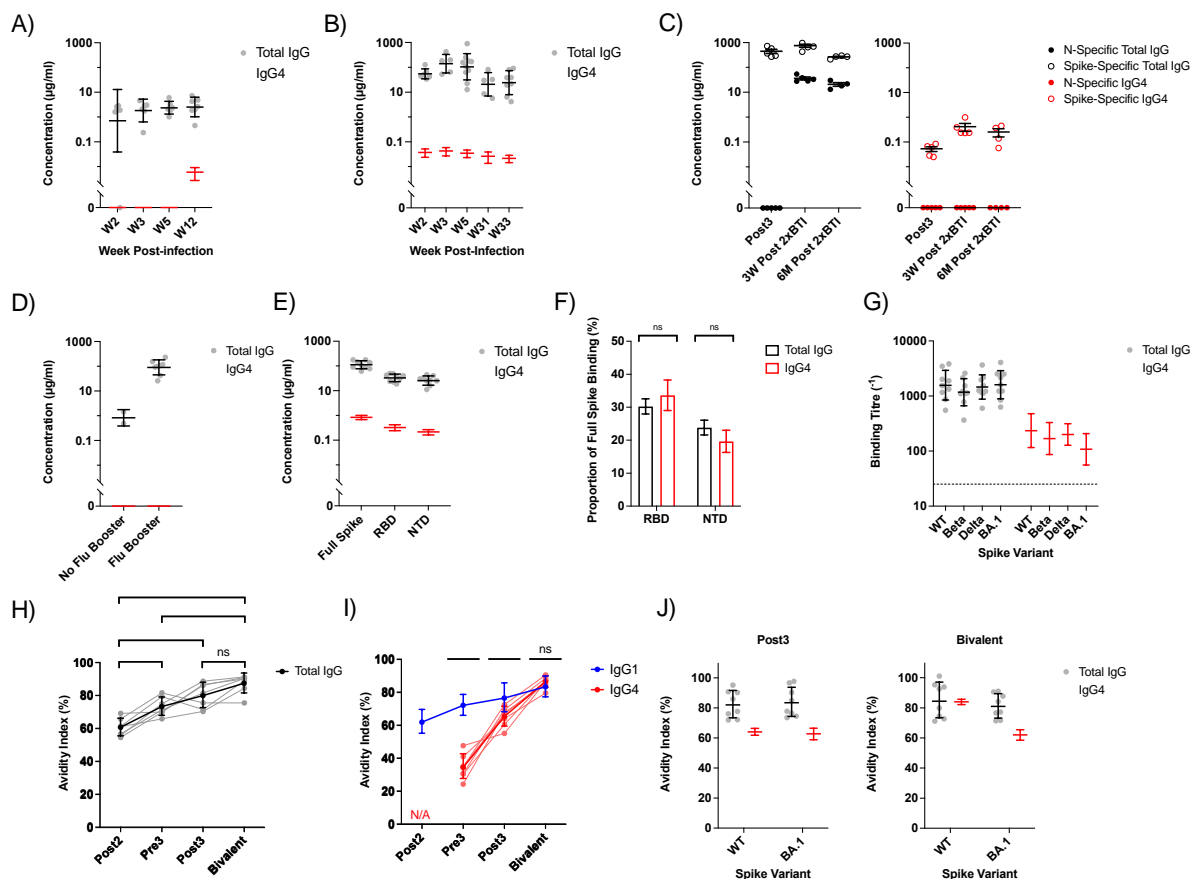 A)
Concentration (µg/ml)
1000
10
0.1
0
W2
W3
W5
W12
Week Post-infection
Total IgG
IgG4
B)
Concentration (µg/ml)
1000
10
0.1
0
W2
W3
W5
W31
W33
Week Post-Infection
Total IgG
IgG4
C)
Concentration (µg/ml)
1000
10
0.1
0
Post3
3W Post 2xBTI
6M Post 2xBTI
1000
10
0.1
0
Post3
3W Post 2xBTI
6M Post 2xBTI
N-Specific Total IgG
Spike-Specific Total IgG
N-Specific IgG4
Spike-Specific IgG4
D)
Concentration (µg/ml)
1000
10
0.1
0
No Flu Booster
Flu Booster
Total IgG
IgG4
E)
Concentration (µg/ml)
1000
10
0.1
0
Full Spike
RBD
NTD
Total IgG
IgG4
F)
Proportion of Full Spike Binding (%)
50
40
30
20
10
0
ns
ns
RBD
NTD
Total IgG
IgG4
G)
Binding Titre (⁻¹)
10000
1000
100
10
WT
Beta
Delta
BA.1
WT
Beta
Delta
BA.1
Spike Variant
Total IgG
IgG4
H)
Avidity Index (%)
100
80
60
40
20
0
ns
Post2
Pre3
Post3
Bivalent
Total IgG
I)
Avidity Index (%)
100
80
60
40
20
0
ns
N/A
Post2
Pre3
Post3
Bivalent
IgG1
IgG4
J)
Post3
Avidity Index (%)
100
80
60
40
20
0
WT
BA.1
Spike Variant
Bivalent
Avidity Index (%)
100
80
60
40
20
0
WT
BA.1
Spike Variant
Total IgG
IgG4